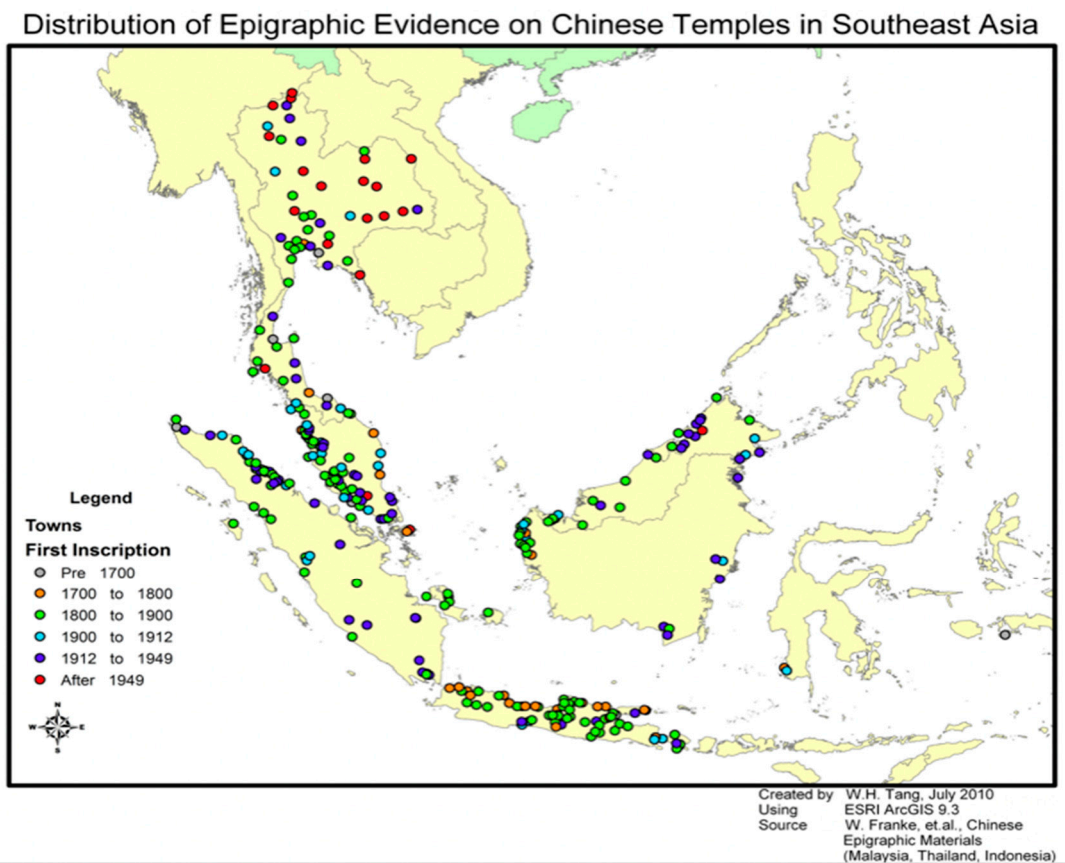 Distribution of Epigraphic Evidence on Chinese Temples in Southeast Asia
Legend
Towns
First Inscription
Pre 1700
1700 to 1800
1800 to 1900
1900 to 1912
1912 to 1949
After 1949
N
W E
S
Created by W.H. Tang, July 2010
Using ESRI ArcGIS 9.3
Source W. Franke, et.al., Chinese
Epigraphic Materials
(Malaysia, Thailand, Indonesia)